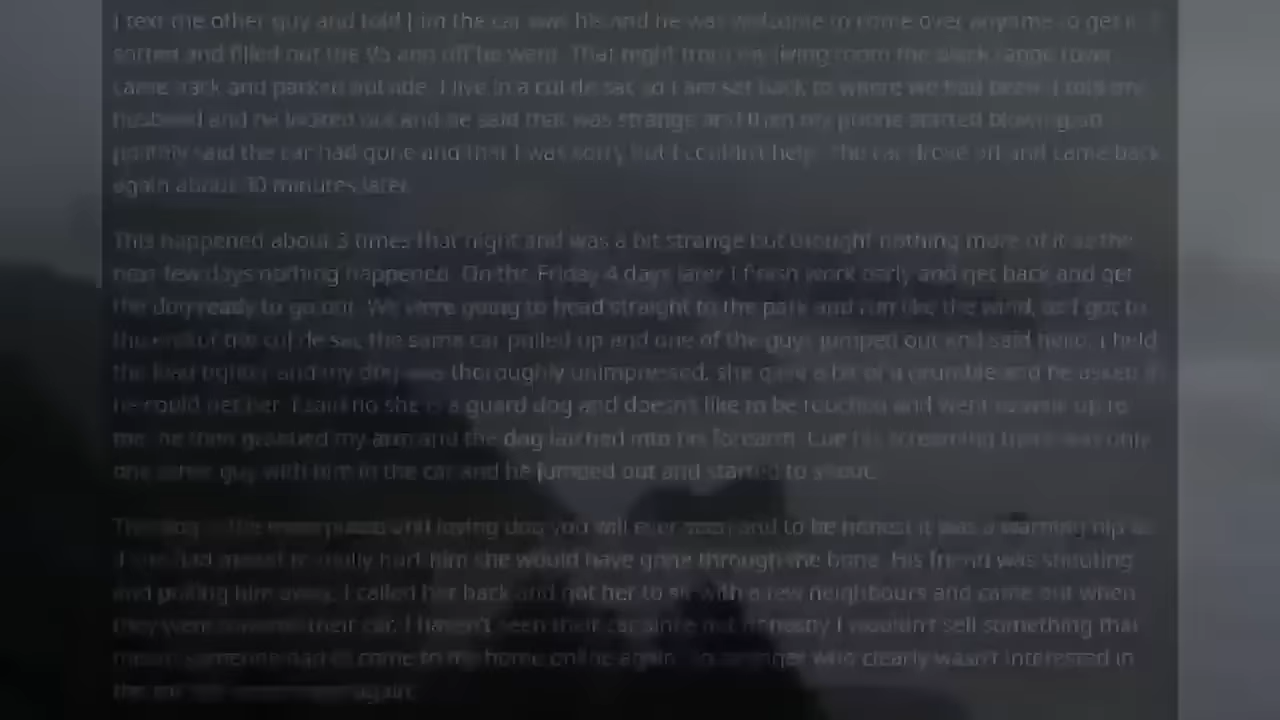 I text the other guy and told him the car was his and he was welcome to come over anytime to get it. I
sorted and filled out the V5 and off he went. That night from my living room the black range rover
came back and parked outside. I live in a cul de sac so I am set back to where we had been. I told my
husband and he looked out and he said that was strange and then my phone started blowing up
politely said the car had gone and that I was sorry but I couldn't help. The car drove off and came back
again about 30 minutes later.
This happened about 3 times that night and was a bit strange but thought nothing more of it as the
next few days nothing happened. On the Friday 4 days later I finish work early and get back and get
the dog ready to go out. We were going to head straight to the park and run like the wind, as I got to
the end of the cul de sac the same car pulled up and one of the guys jumped out and said hello. I held
the lead tighter and my dog was thoroughly unimpressed, she gave a bit of a grumble and he asked if
he could pet her. I said no she is a guard dog and doesn't like to be touched and went to walk up to
me, he then grabbed my arm and the dog latched into his forearm. Cue his screaming there was only
one other guy with him in the car and he jumped out and started to shout.
The dog is the most and loving dog you will ever meet and to be honest it was a warning nip as
if she had meant to really hurt him she would have gone through the bone. His friend was shouting
and pulling him away. I called her back and got her to sit with a few neighbours and came out when
they went towards their car. I haven't seen their car since but honestly I wouldn't sell something that
meant someone had to come to my home online again. stranger who clearly wasn't interested in
the car again.